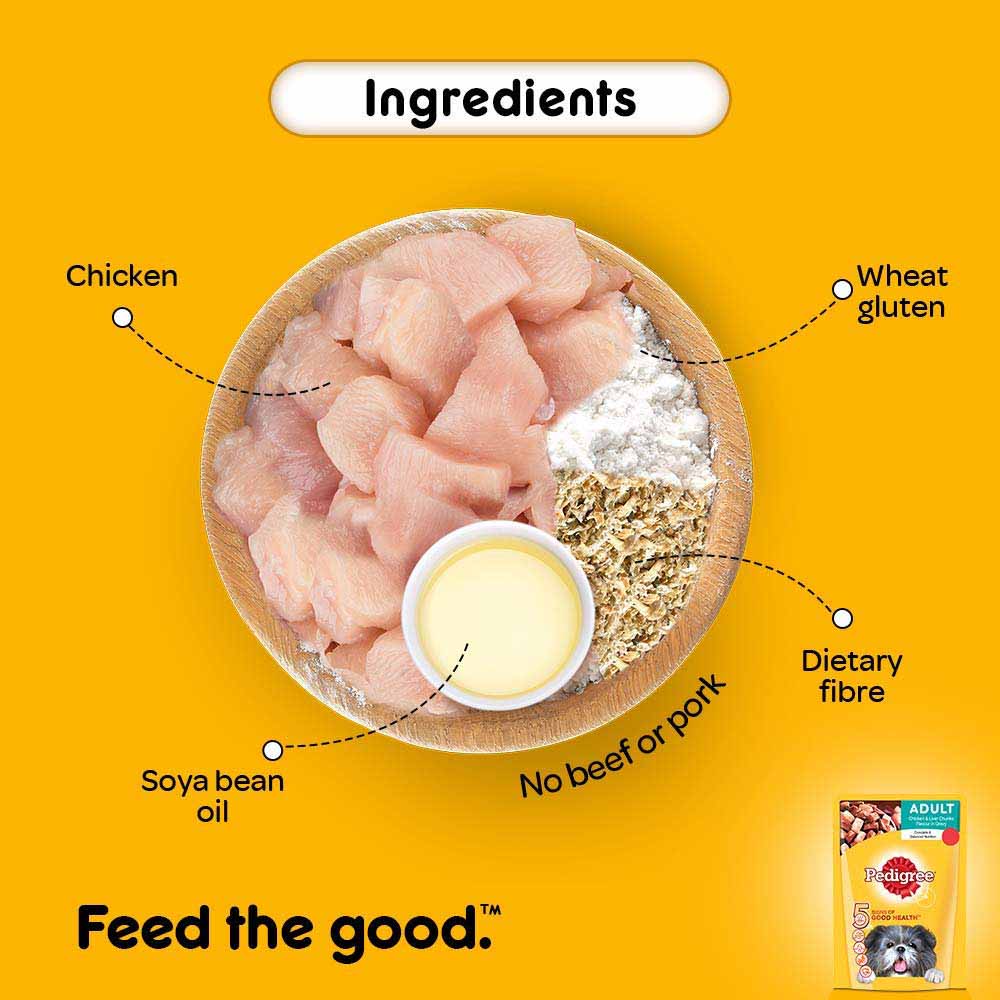 Ingredients
Chicken
Wheat
gluten
Dietary
fibre
Soya bean
oil
No beef or pork
Feed the good.™
ADULT
Chicken & Liver Chunks
Flavour in Gravy
Complete &
Balanced Nutrition
Pedigree
5
SIGNS OF
GOOD HEALTH